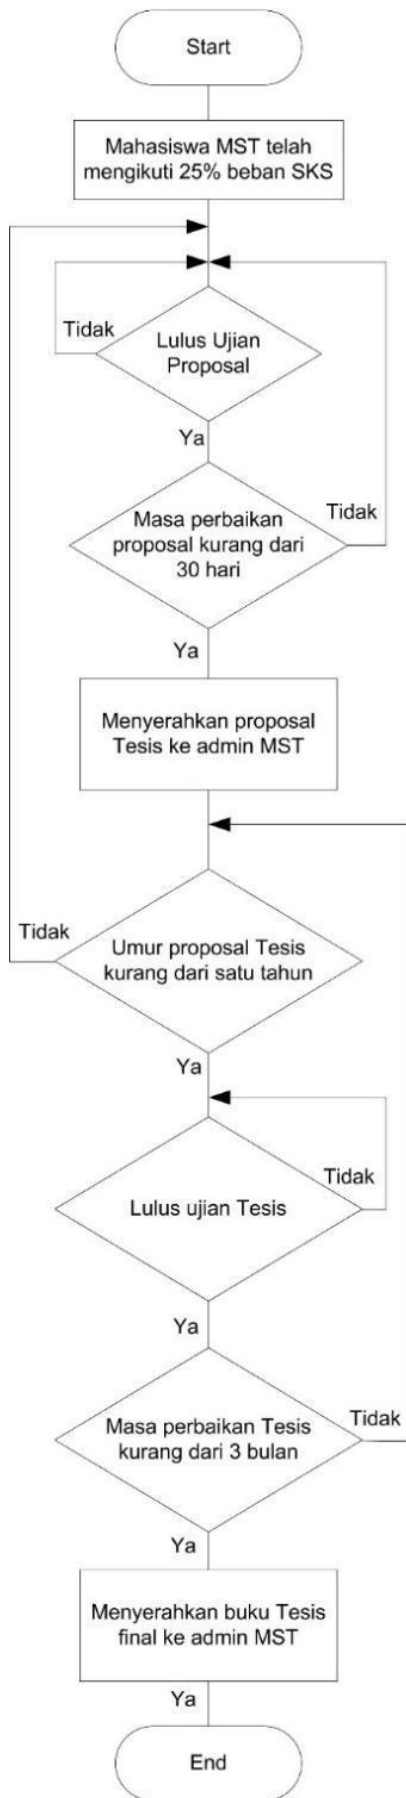 Start
Mahasiswa MST telah
mengikuti 25% beban SKS
Tidak
Lulus Ujian
Proposal
Ya
Masa perbaikan
proposal kurang dari
30 hari
Tidak
Ya
Menyerahkan proposal
Tesis ke admin MST
Tidak
Umur proposal Tesis
kurang dari satu tahun
Ya
Tidak
Lulus ujian Tesis
Ya
Masa perbaikan Tesis
kurang dari 3 bulan
Tidak
Ya
Menyerahkan buku Tesis
final ke admin MST
Ya
End